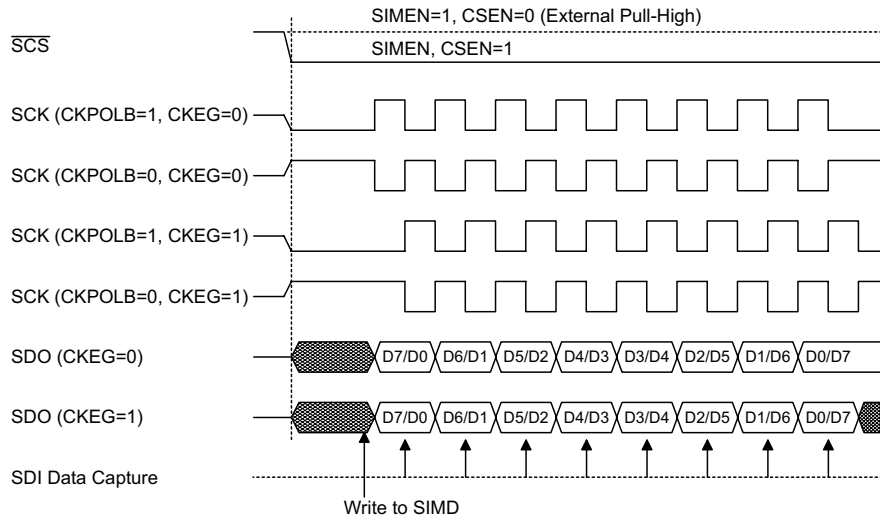 SIMEN=1, CSEN=0 (External Pull-High)
SCS
SIMEN, CSEN=1
SCK (CKPOLB=1, CKEG=0)
SCK (CKPOLB=0, CKEG=0)
SCK (CKPOLB=1, CKEG=1)
SCK (CKPOLB=0, CKEG=1)
SDO (CKEG=0) D7/D0 D6/D1 D5/D2 D4/D3 D3/D4 D2/D5 D1/D6 D0/D7
SDO (CKEG=1) D7/D0 D6/D1 D5/D2 D4/D3 D3/D4 D2/D5 D1/D6 D0/D7
SDI Data Capture
Write to SIMD